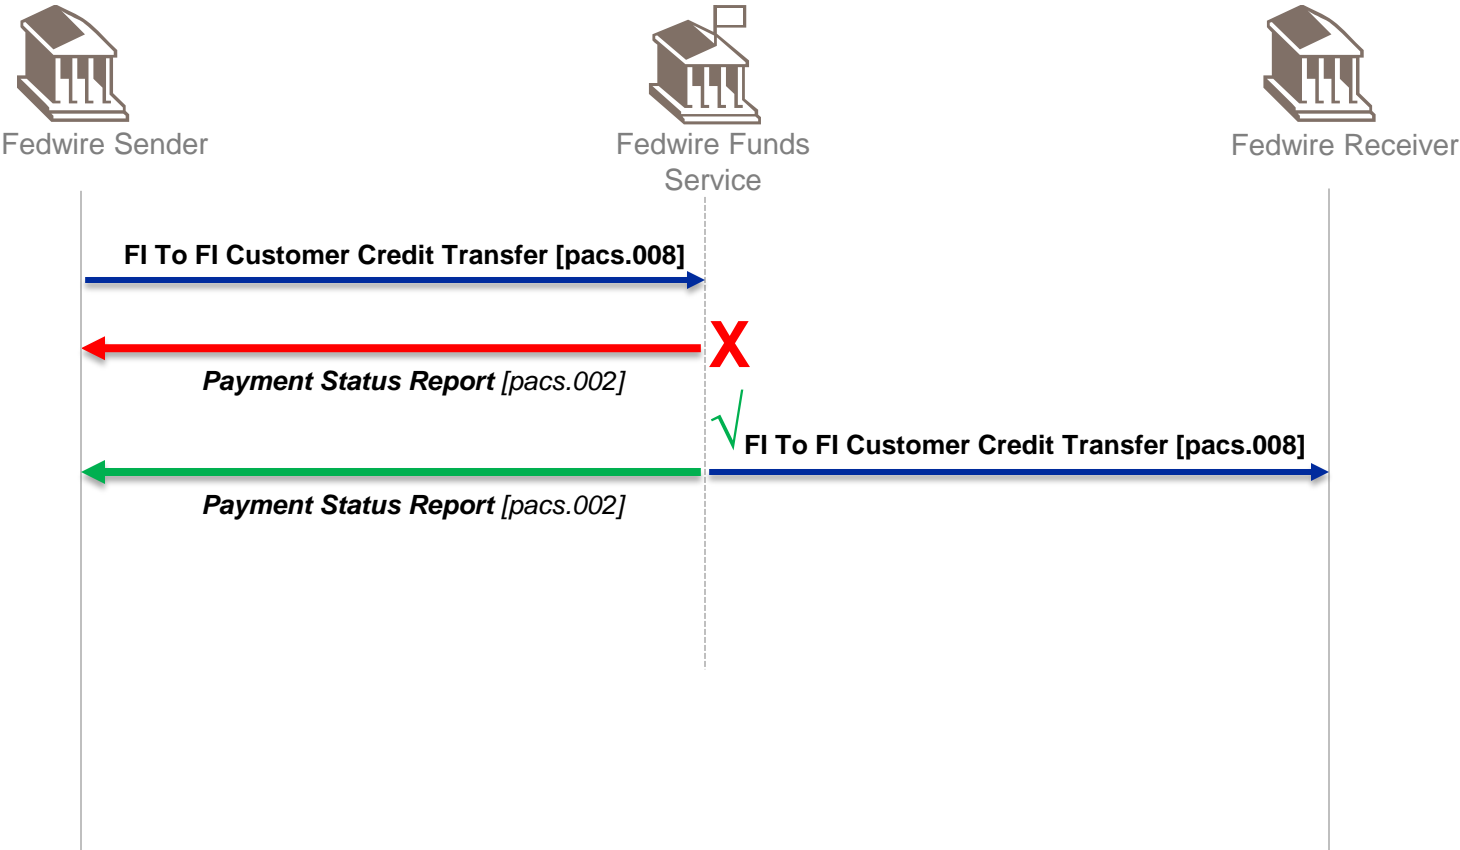 Fedwire Sender
Fedwire Funds
Service
Fedwire Receiver
FI To FI Customer Credit Transfer [pacs.008]
X
Payment Status Report [pacs.002]
√
FI To FI Customer Credit Transfer [pacs.008]
Payment Status Report [pacs.002]